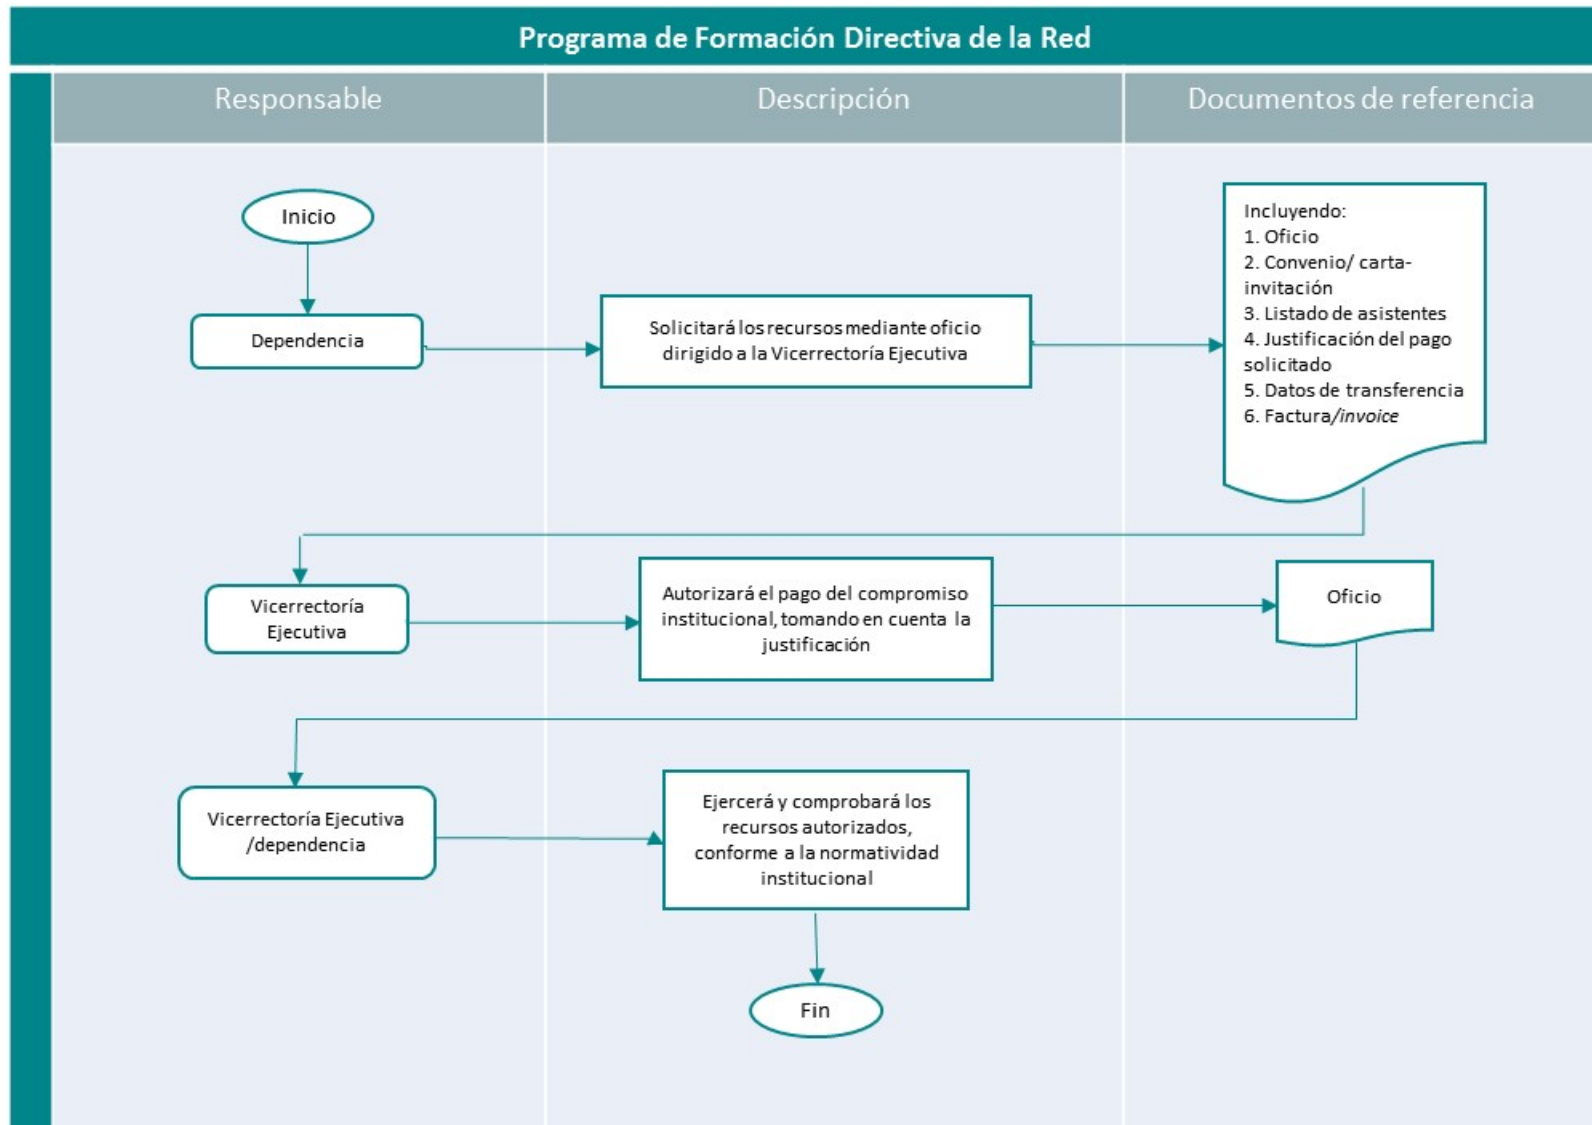 Programa de Formación Directiva de la Red
Responsable
Descripción
Documentos de referencia
Inicio
Dependencia
Solicitará los recursos mediante oficio
dirigido a la Vicerrectoría Ejecutiva
Incluyendo:
1. Oficio
2. Convenio/ carta-
invitación
3. Listado de asistentes
4. Justificación del pago
solicitado
5. Datos de transferencia
6. Factura/invoice
Vicerrectoría
Ejecutiva
Autorizará el pago del compromiso
institucional, tomando en cuenta la
justificación
Oficio
Vicerrectoría Ejecutiva
/dependencia
Ejercerá y comprobará los
recursos autorizados,
conforme a la normatividad
institucional
Fin